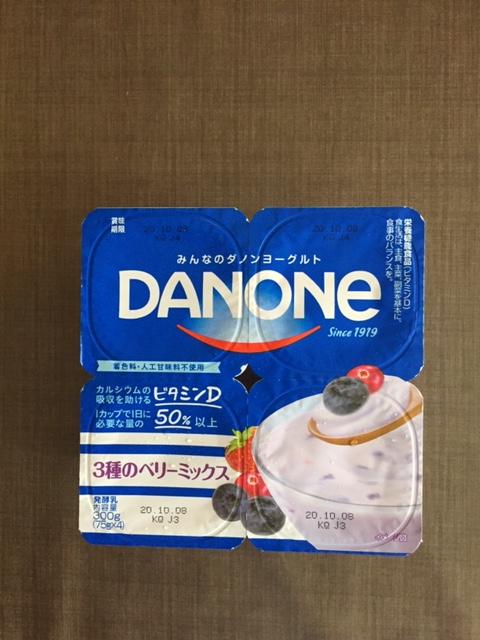 賞味
期限
20.10.08
KQ J4
20.10.08
KQ J4
栄養機能食品(ビタミンD)
食生活は、主食、主菜、副菜を基本に、
食事のバランスを。
みんなのダノンヨーグルト
DANONE
Since 1919
着色料・人工甘味料不使用
カルシウムの
吸収を助ける ビタミンD
1カップで1日に
必要な量の 50%以上
3種のベリーミックス
発酵乳
内容量
300g
(75g×4)
20.10.08
KQ J3
20.10.08
KQ J3